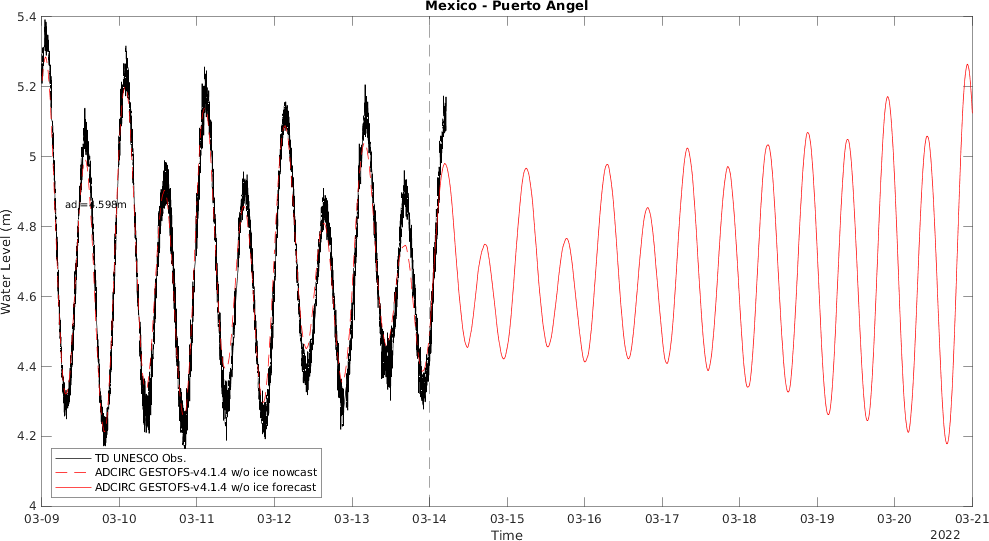 Mexico - Puerto Angel
5.4
5.2
5
4.8
4.6
4.4
4.2
4
Water Level (m)
ad.=4.598m
TD UNESCO Obs.
ADCIRC GESTOFS-v4.1.4 w/o ice nowcast
ADCIRC GESTOFS-v4.1.4 w/o ice forecast
03-09 03-10 03-11 03-12 03-13 03-14 03-15 03-16 03-17 03-18 03-19 03-20 03-21
Time
2022